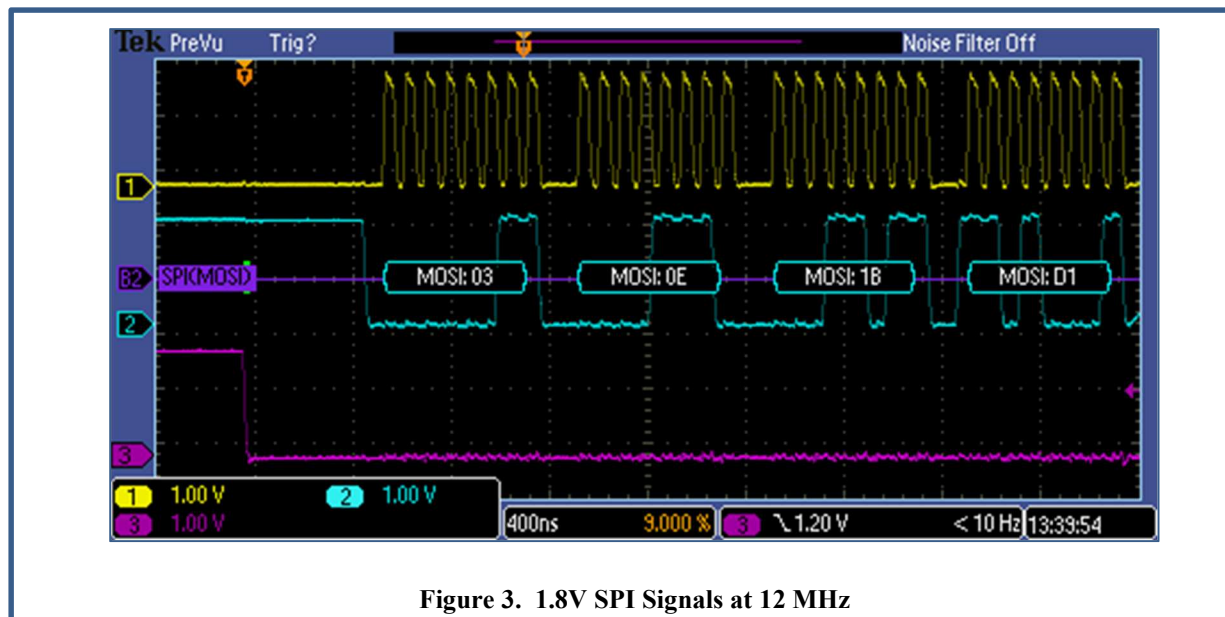 Tek PreVu Trig? Noise Filter Off
1
MOSI: 03 MOSI: 0E MOSI: 1B MOSI: D1
B2 SPI(MOSI)
2
3
1 1.00 V 2 1.00 V
3 1.00 V
400ns 9.000 % 3 1.20 V < 10 Hz 13:39:54
Figure 3. 1.8V SPI Signals at 12 MHz